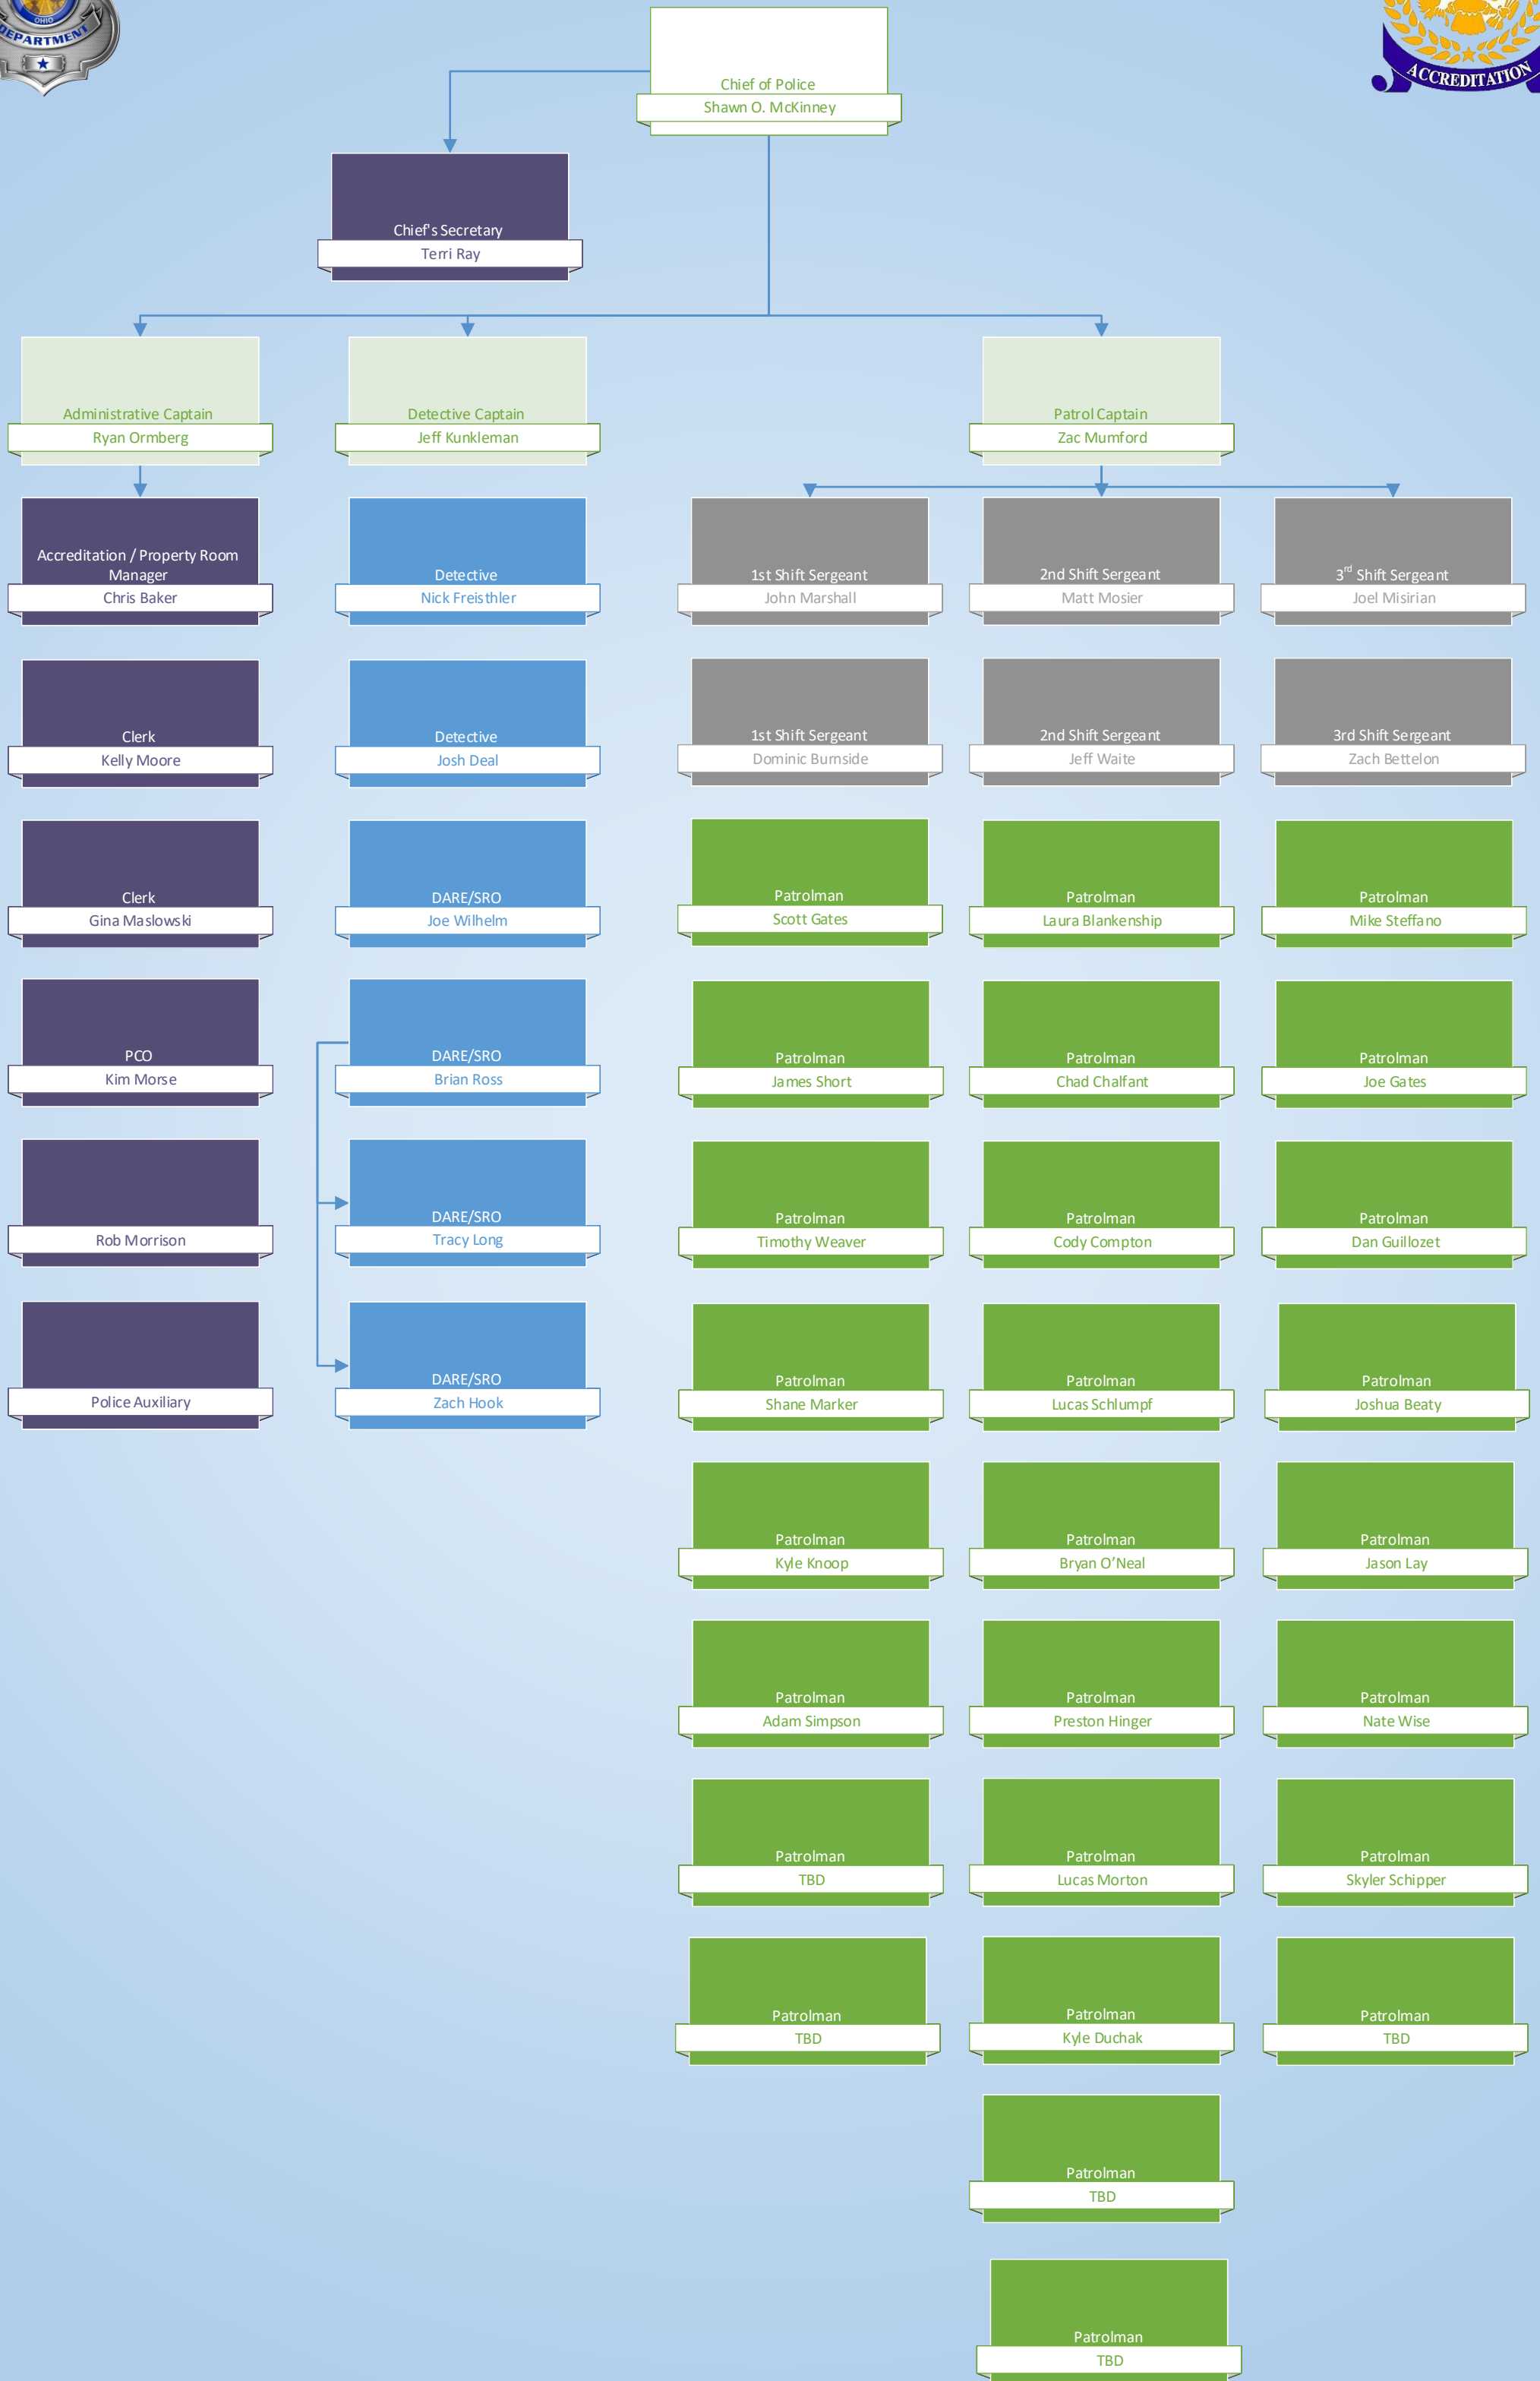 OHIO
DEPARTMENT
ACCREDITATION
Chief of Police
Shawn O. McKinney
Chief's Secretary
Terri Ray
Administrative Captain
Ryan Ormberg
Detective Captain
Jeff Kunkleman
Patrol Captain
Zac Mumford
Accreditation / Property Room
Manager
Chris Baker
Detective
Nick Freisthler
1st Shift Sergeant
John Marshall
2nd Shift Sergeant
Matt Mosier
3rd Shift Sergeant
Joel Misirian
Clerk
Kelly Moore
Detective
Josh Deal
1st Shift Sergeant
Dominic Burnside
2nd Shift Sergeant
Jeff Waite
3rd Shift Sergeant
Zach Bettelon
Clerk
Gina Maslowski
DARE/SRO
Joe Wilhelm
Patrolman
Scott Gates
Patrolman
Laura Blankenship
Patrolman
Mike Steffano
PCO
Kim Morse
DARE/SRO
Brian Ross
Patrolman
James Short
Patrolman
Chad Chalfant
Patrolman
Joe Gates
Rob Morrison
DARE/SRO
Tracy Long
Patrolman
Timothy Weaver
Patrolman
Cody Compton
Patrolman
Dan Guillozet
Police Auxiliary
DARE/SRO
Zach Hook
Patrolman
Shane Marker
Patrolman
Lucas Schlumpf
Patrolman
Joshua Beaty
Patrolman
Kyle Knoop
Patrolman
Bryan O’Neal
Patrolman
Jason Lay
Patrolman
Adam Simpson
Patrolman
Preston Hinger
Patrolman
Nate Wise
Patrolman
TBD
Patrolman
Lucas Morton
Patrolman
Skyler Schipper
Patrolman
TBD
Patrolman
Kyle Duchak
Patrolman
TBD
Patrolman
TBD
Patrolman
TBD